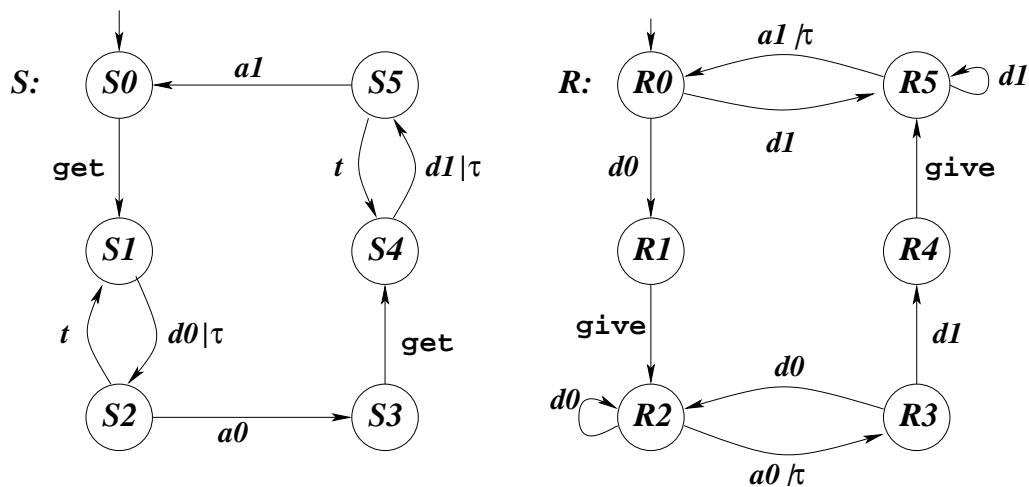 S:
S0
a1
S5
get
t
d1|τ
S1
S4
t
d0|τ
get
S2
a0
S3
R:
R0
a1/τ
R5
d1
d1
d0
give
R1
R4
give
d1
d0
d0
R2
R3
a0/τ